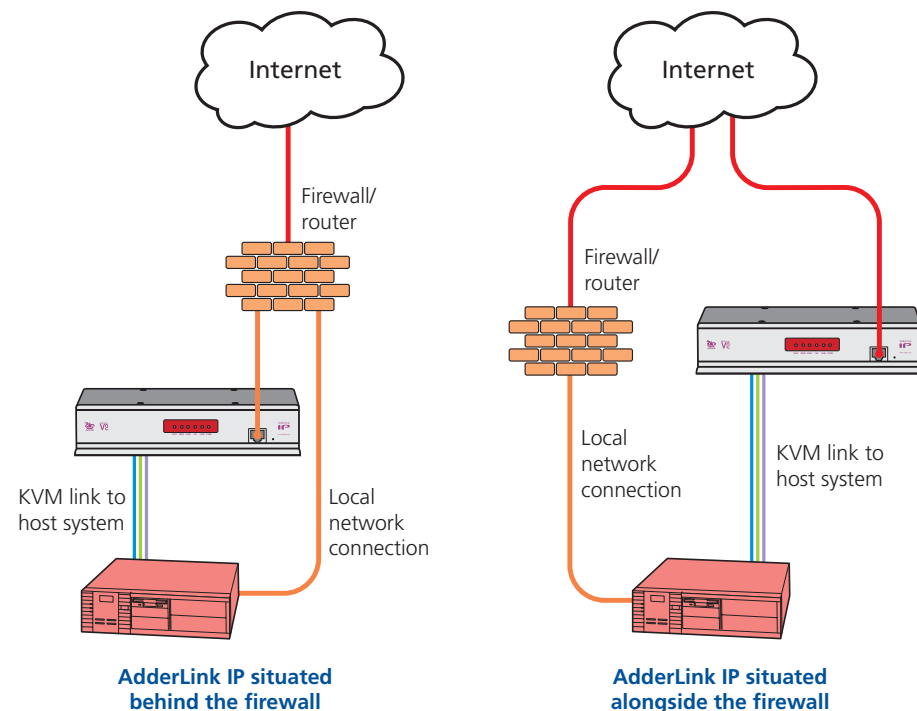 Internet
Firewall/
router
KVM link to
host system
Local
network
connection
AdderLink IP situated
behind the firewall
Internet
Firewall/
router
IP
Local
network
connection
KVM link to
host system
AdderLink IP situated
alongside the firewall